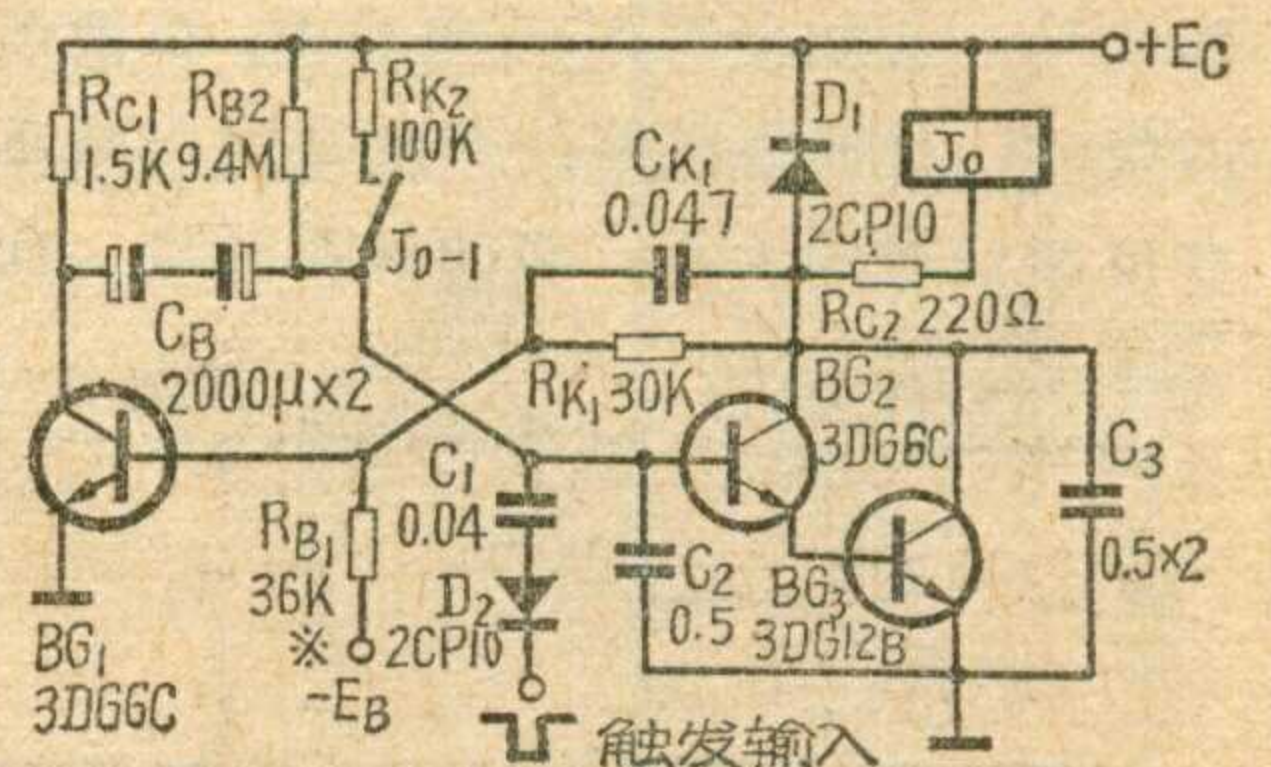 +EC
RC1
1.5K
RB2
9.4M
RK2
100K
D1
2CP10
J0
CK1
0.047
J0-1
CB
2000μ×2
RC2 220Ω
RK1 30K
BG2
3DG6C
C1
0.04
RB1
36K
※
-EB
D2
2CP10
C2
0.5
BG3
3DG12B
C3
0.5×2
BG1
3DG6C
触发输入